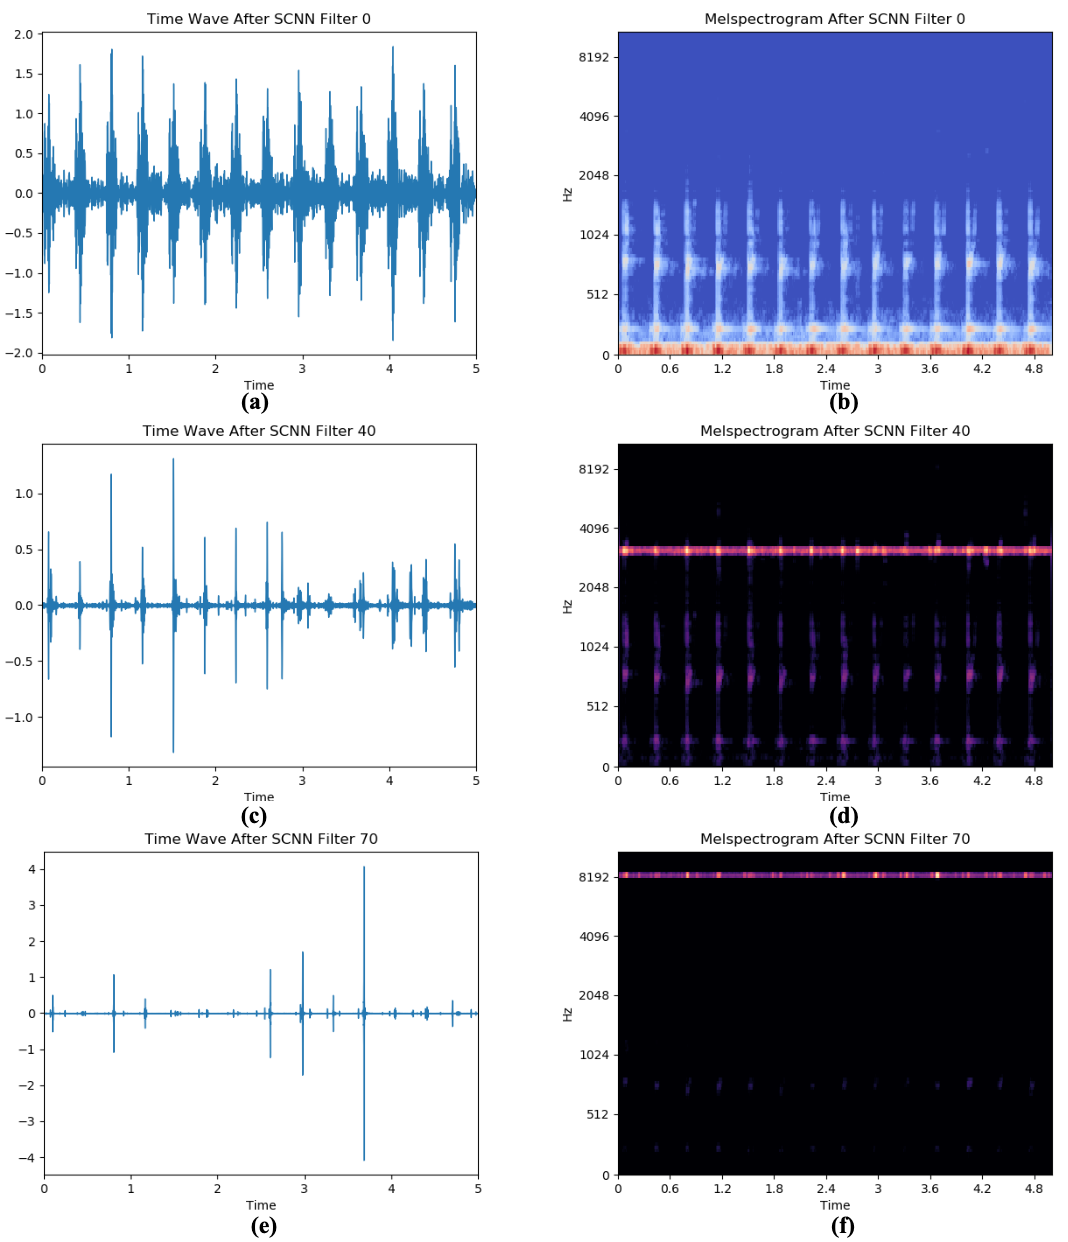 Time Wave After SCNN Filter 0
2.0
1.5
1.0
0.5
0.0
−0.5
−1.0
−1.5
−2.0
0 1 2 3 4 5
Time
(a)
Melspectrogram After SCNN Filter 0
8192
4096
2048
1024
512
0
Hz
0 0.6 1.2 1.8 2.4 3 3.6 4.2 4.8
Time
(b)
Time Wave After SCNN Filter 40
1.0
0.5
0.0
−0.5
−1.0
0 1 2 3 4 5
Time
(c)
Melspectrogram After SCNN Filter 40
8192
4096
2048
1024
512
0
Hz
0 0.6 1.2 1.8 2.4 3 3.6 4.2 4.8
Time
(d)
Time Wave After SCNN Filter 70
4
3
2
1
0
−1
−2
−3
−4
0 1 2 3 4 5
Time
(e)
Melspectrogram After SCNN Filter 70
8192
4096
2048
1024
512
0
Hz
0 0.6 1.2 1.8 2.4 3 3.6 4.2 4.8
Time
(f)